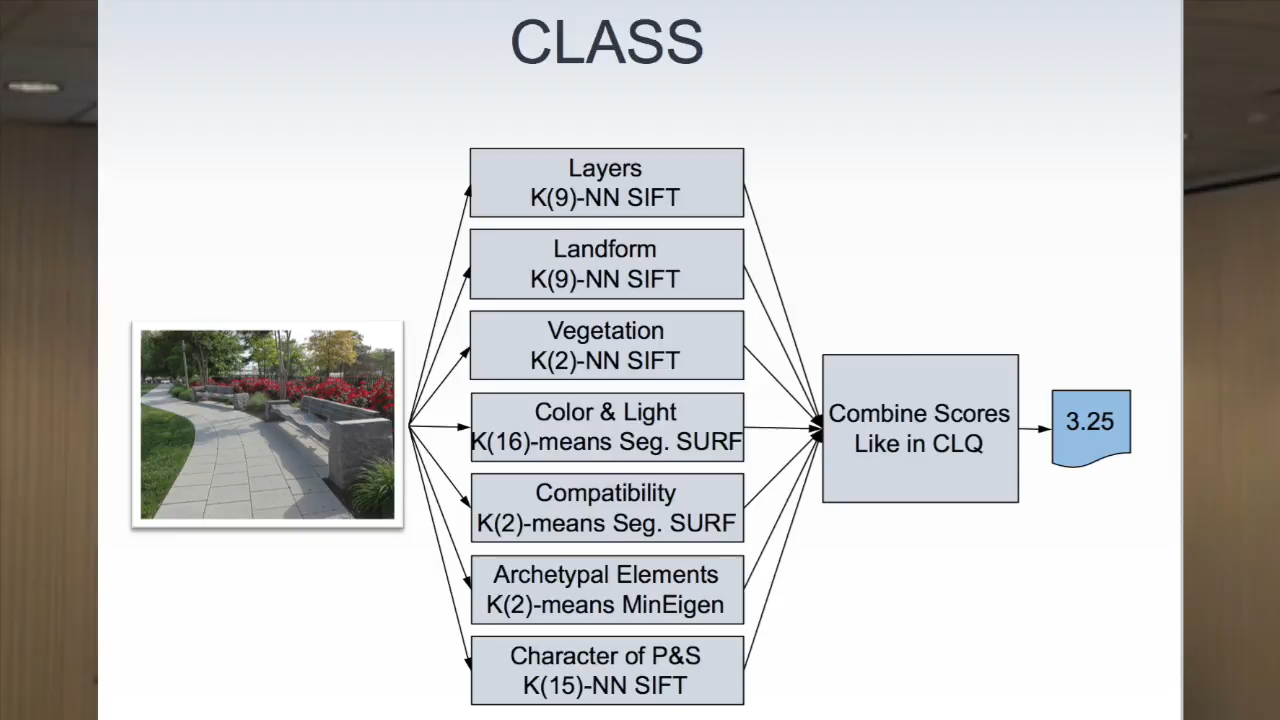 CLASS
Layers
K(9)-NN SIFT
Landform
K(9)-NN SIFT
Vegetation
K(2)-NN SIFT
Color & Light
K(16)-means Seg. SURF
Compatibility
K(2)-means Seg. SURF
Archetypal Elements
K(2)-means MinEigen
Character of P&S
K(15)-NN SIFT
Combine Scores
Like in CLQ
3.25